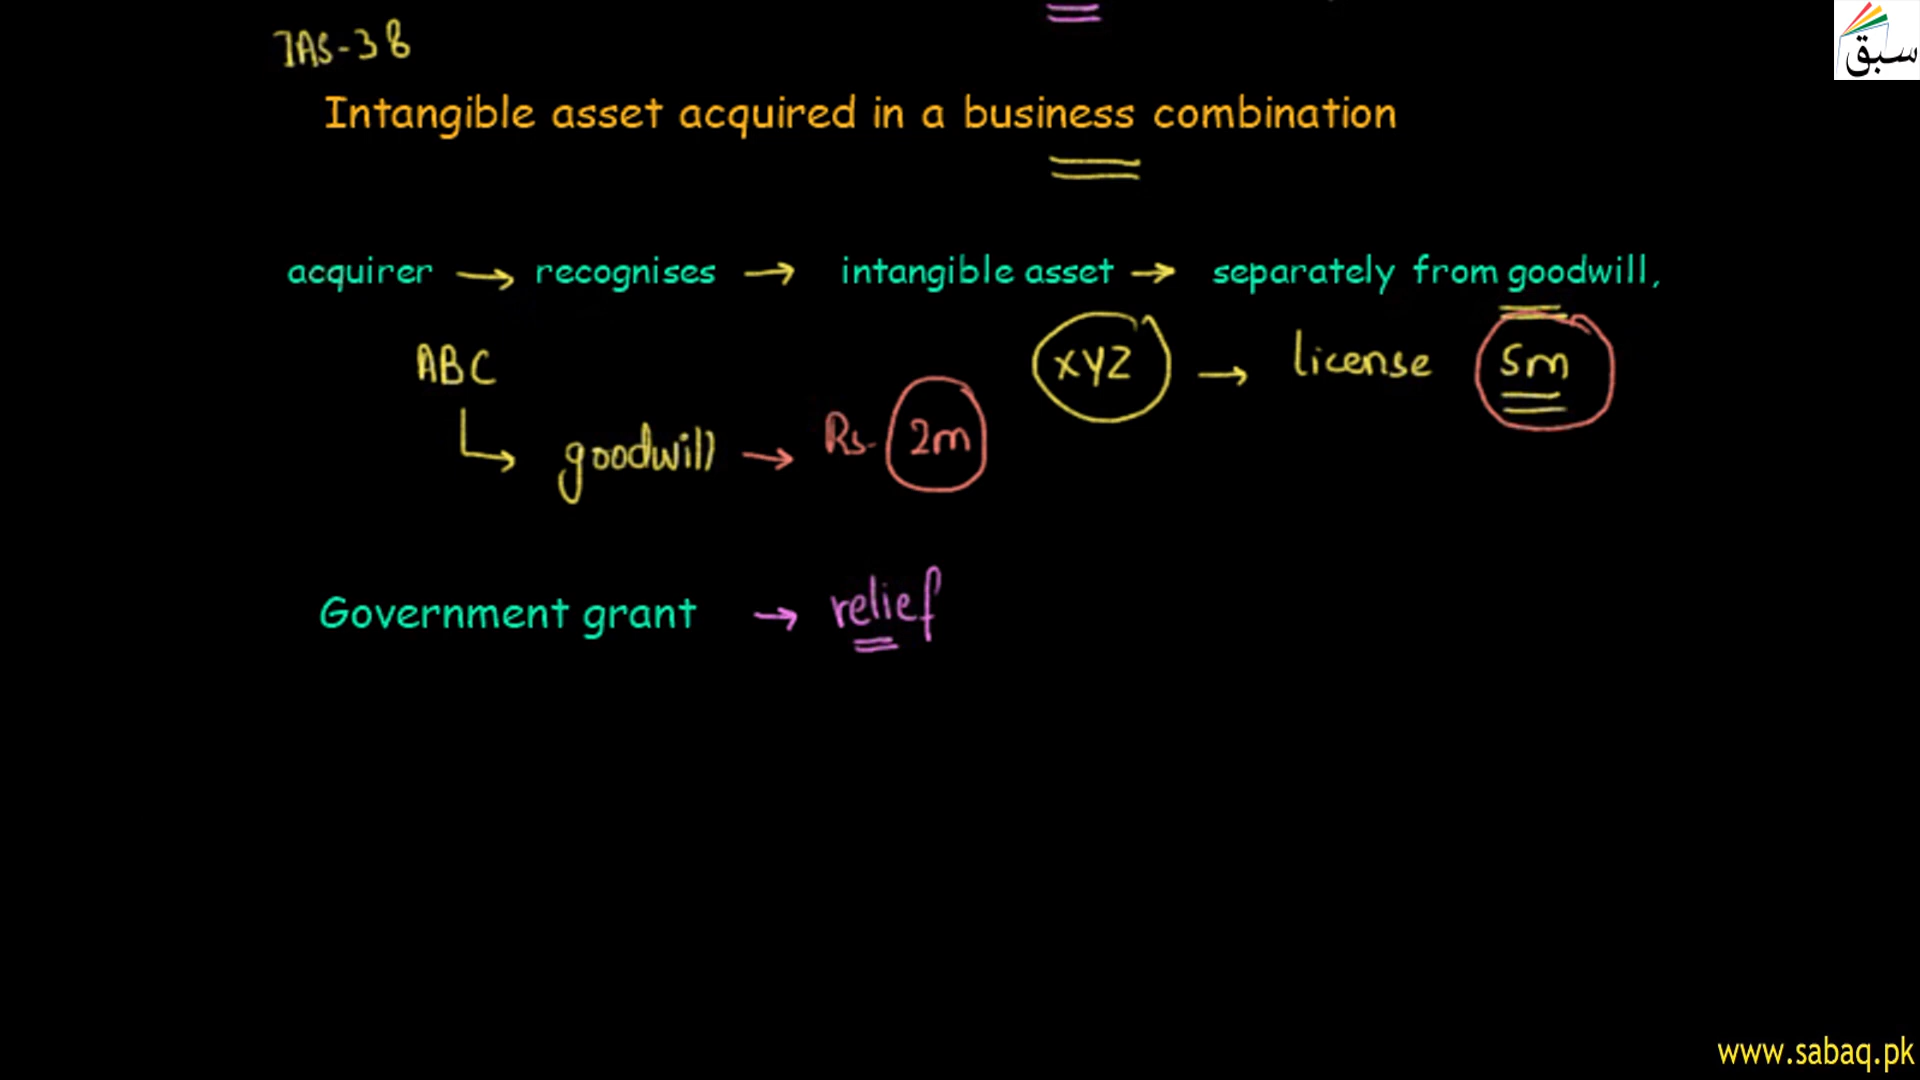 IAS-38
سبق
Intangible asset acquired in a business combination
acquirer → recognises → intangible asset → separately from goodwill,
ABC xyz → license 5m
goodwill → Rs. 2m
Government grant → relief
www.sabaq.pk